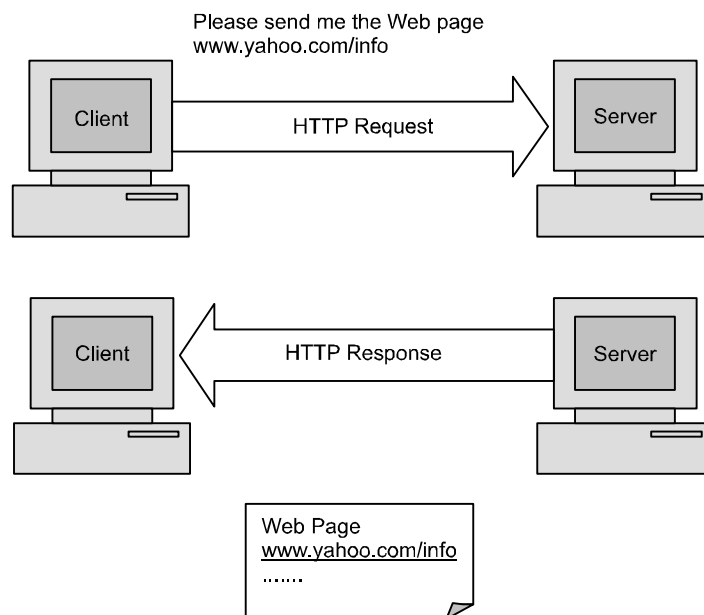 Please send me the Web page
www.yahoo.com/info
Client
HTTP Request
Server
Client
HTTP Response
Server
Web Page
www.yahoo.com/info
.......